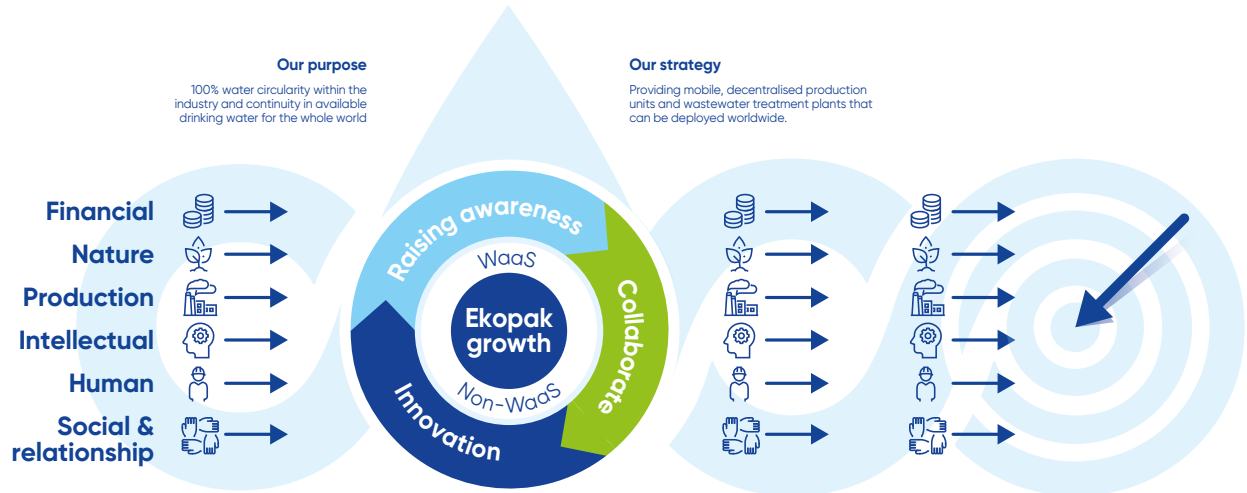 Our purpose
100% water circularity within the
industry and continuity in available
drinking water for the whole world
Our strategy
Providing mobile, decentralised production
units and wastewater treatment plants that
can be deployed worldwide.
Financial
Nature
Production
Intellectual
Human
Social &
relationship
Raising awareness
Collaborate
Innovation
WaaS
Ekopak
growth
Non-WaaS